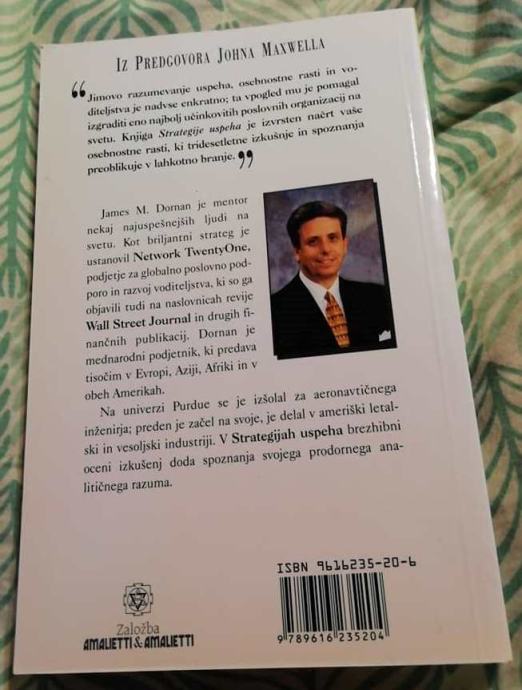 IZ PREDGOVORA JOHNA MAXWELLA
“Jimovo razumevanje uspeha, osebnostne rasti in vo-
diteljstva je nadvse enkratno; ta vpogled mu je pomagal
izgraditi eno najbolj učinkovitih poslovnih organizacij na
svetu. Knjiga Strategije uspeha je izvrsten načrt vaše
osebnostne rasti, ki tridesetletne izkušnje in spoznanja
preoblikuje v lahkotno branje.”
James M. Dornan je mentor
nekaj najuspešnejših ljudi na
svetu. Kot briljantni strateg je
ustanovil Network TwentyOne,
podjetje za globalno poslovno pod-
poro in razvoj voditeljstva, ki so ga
objavili tudi na naslovnicah revije
Wall Street Journal in drugih fi-
nančnih publikacij. Dornan je
mednarodni podjetnik, ki predava
tisočim v Evropi, Aziji, Afriki in v
obeh Amerikah.
Na univerzi Purdue se je izšolal za aeronavtičnega
inženirja; preden je začel na svoje, je delal v ameriški letal-
ski in vesoljski industriji. V Strategijah uspeha brezhibni
oceni izkušenj doda spoznanja svojega prodornega ana-
litičnega razuma.
ISBN 9616235-20-6
9 789616 235204
Založba
AMALIETTI & AMALIETTI